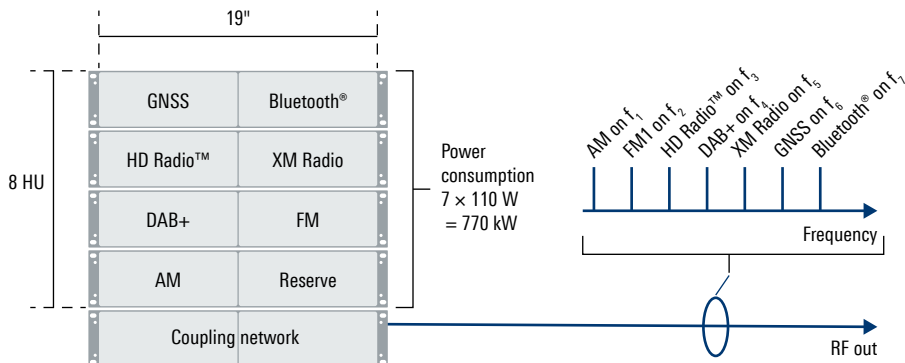 19"
8 HU
GNSS
Bluetooth®
HD Radio™
XM Radio
DAB+
FM
AM
Reserve
Coupling network
Power
consumption
7 × 110 W
= 770 kW
AM on f₁
FM1 on f₂
HD Radio™ on f₃
DAB+ on f₄
XM Radio on f₅
GNSS on f₆
Bluetooth® on f₇
Frequency
RF out